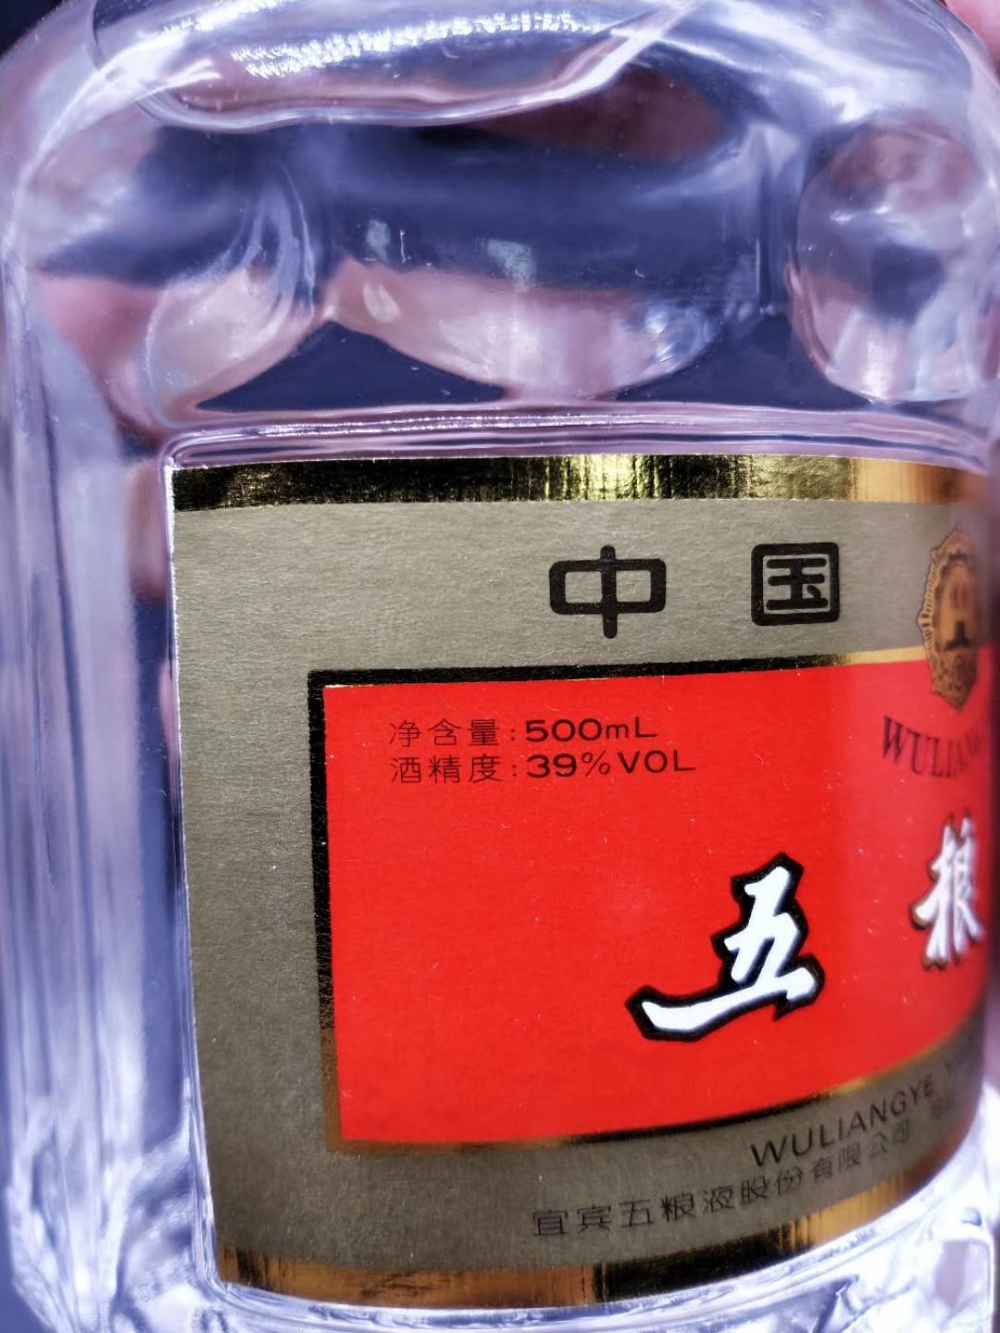 中国
净含量:500mL
酒精度:39%VOL
五粮
WULIANGYE
宜宾五粮液股份有限公司